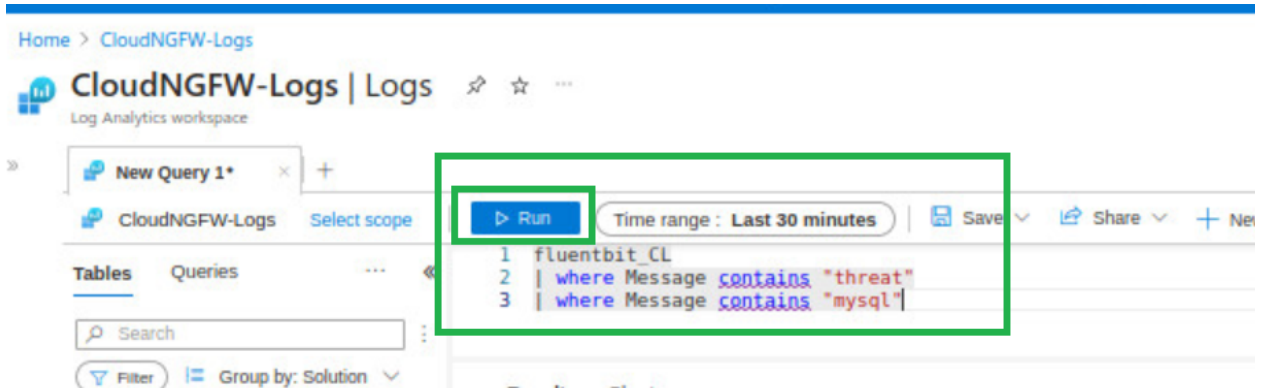 Home > CloudNGFW-Logs
CloudNGFW-Logs | Logs
Log Analytics workspace
New Query 1*
CloudNGFW-Logs Select scope Run Time range : Last 30 minutes Save Share
Tables Queries
1 fluentbit_CL
2 | where Message contains "threat"
3 | where Message contains "mysql"
Search
Filter Group by: Solution